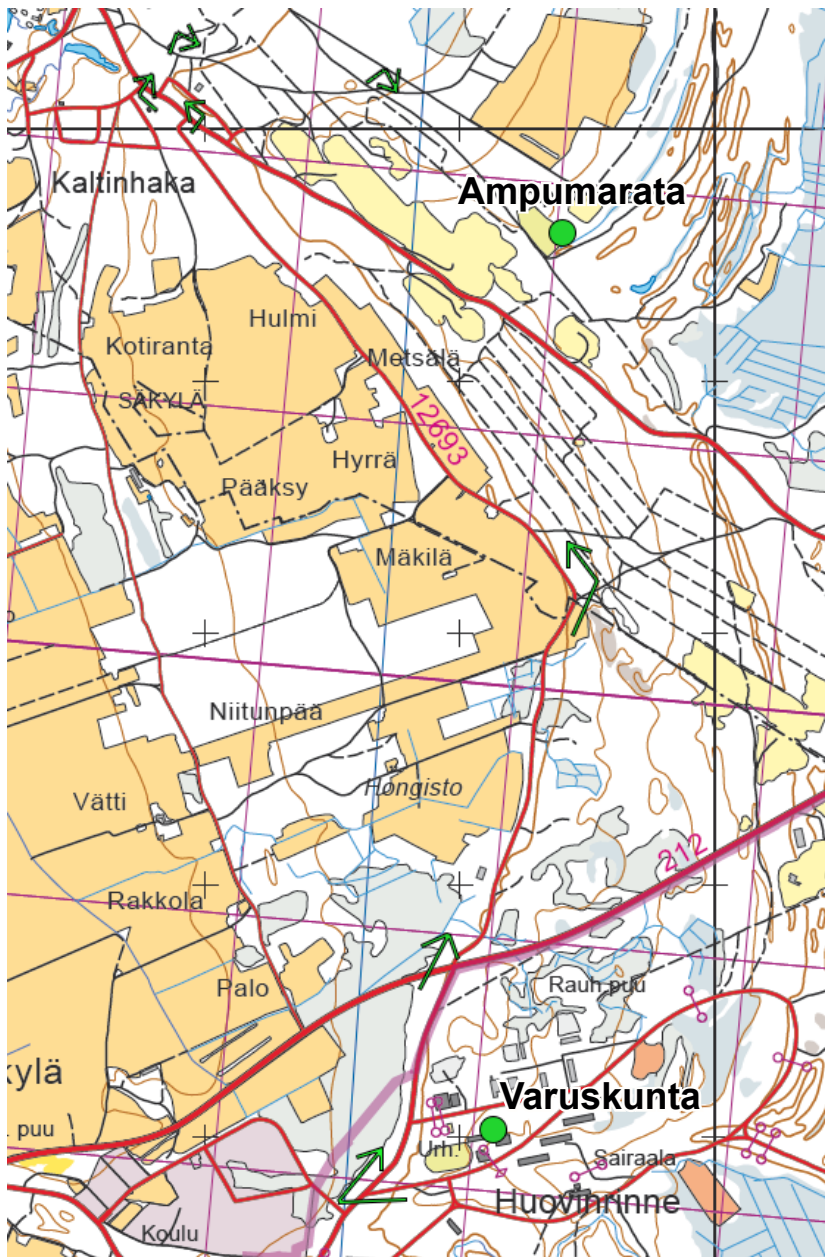 Kaltinhaka
Ampumarata
Hulmi
Kotiranta
Metsälä
SÄKYLÄ
12693
Hyrrä
Pääksy
Mäkilä
Niitunpää
Hongisto
Vätti
212
Rakkola
Palo
Rauh.puu
kylä
puu
Varuskunta
Urh.
Sairaala
Huovinrinne
Koulu